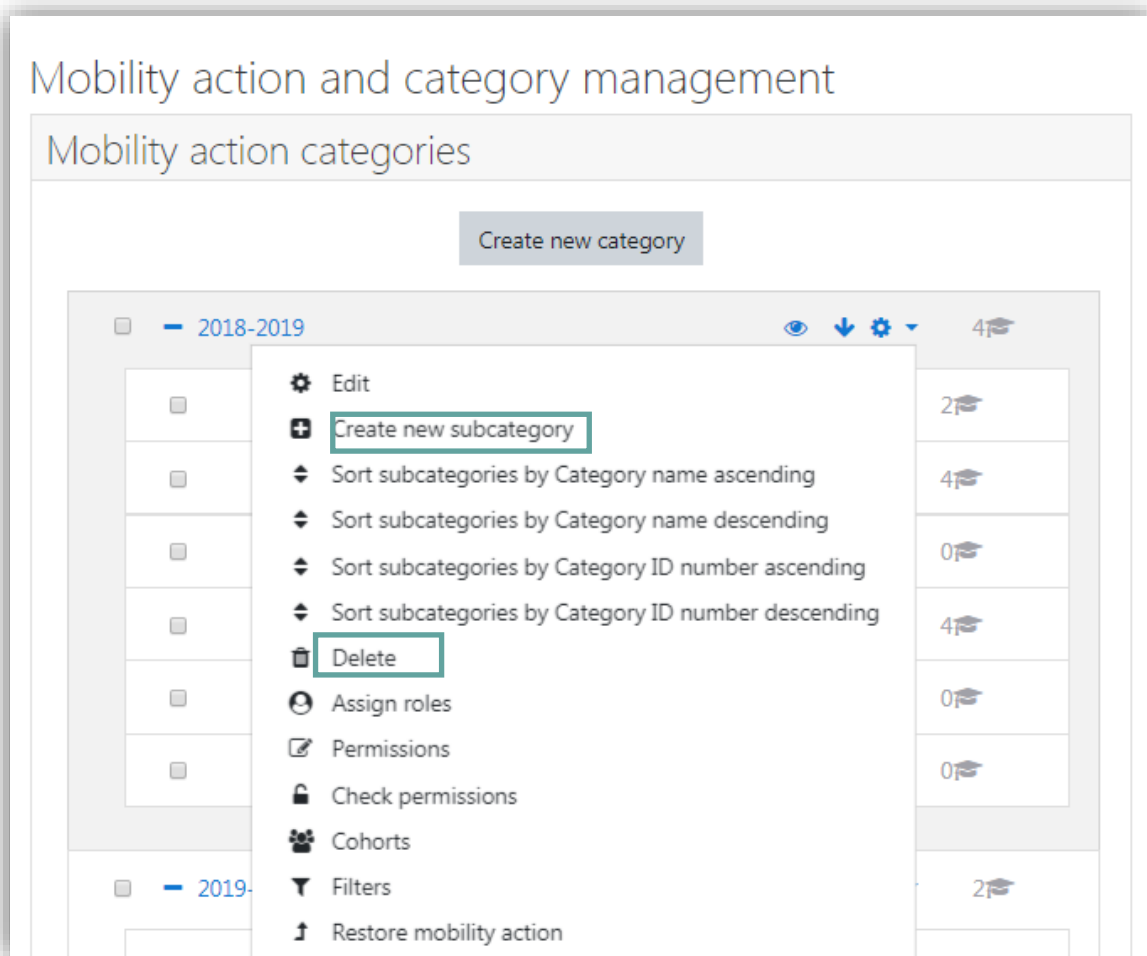 Mobility action and category management
Mobility action categories
Create new category
2018-2019 4
Edit
2
Create new subcategory
Sort subcategories by Category name ascending
4
Sort subcategories by Category name descending
0
Sort subcategories by Category ID number ascending
Sort subcategories by Category ID number descending
4
Delete
Assign roles
0
Permissions
0
Check permissions
Cohorts
2019- Filters 2
Restore mobility action